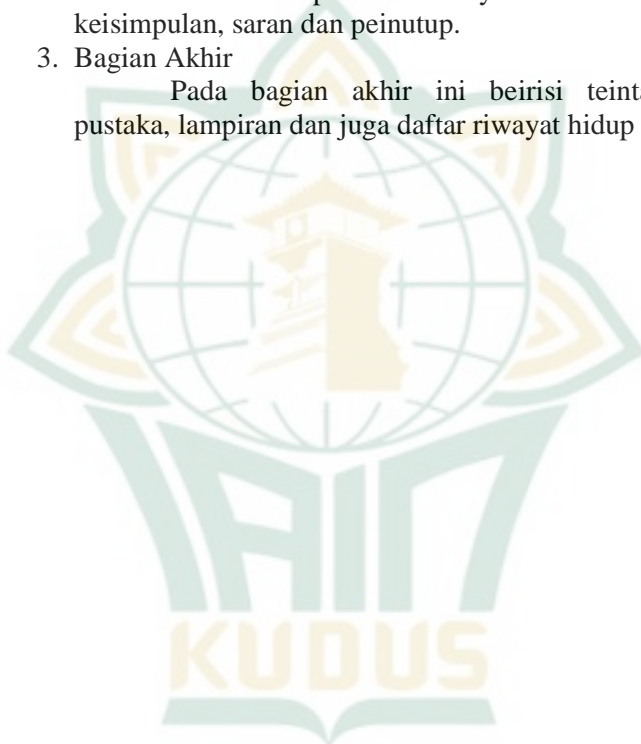 keisimpulan, saran dan peinutup.
3. Bagian Akhir
Pada bagian akhir ini beirisi
pustaka, lampiran dan juga daftar riwayat hidup
IAIN
KUDUS